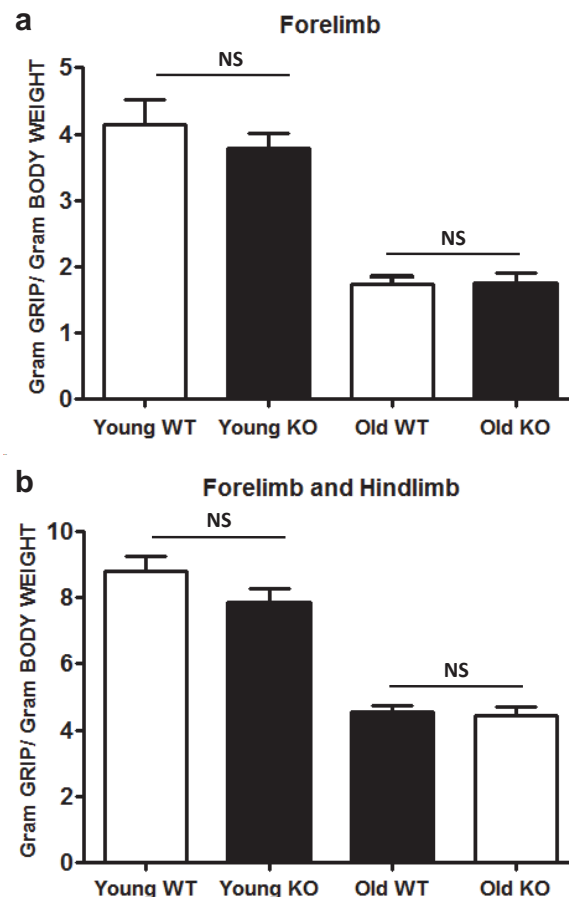 a
Forelimb
Gram GRIP/ Gram BODY WEIGHT
5
4
3
2
1
0
NS
NS
Young WT Young KO Old WT Old KO
b
Forelimb and Hindlimb
Gram GRIP/ Gram BODY WEIGHT
10
8
6
4
2
0
NS
NS
Young WT Young KO Old WT Old KO